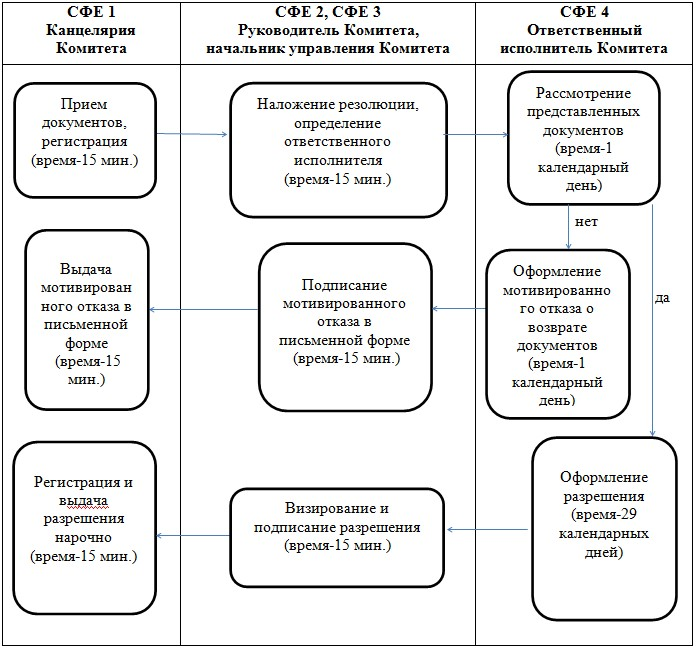 СФЕ 1
Канцелярия
Комитета
СФЕ 2, СФЕ 3
Руководитель Комитета,
начальник управления Комитета
СФЕ 4
Ответственный
исполнитель Комитета
Прием
документов,
регистрация
(время-15 мин.)
Наложение резолюции,
определение
ответственного
исполнителя
(время-15 мин.)
Рассмотрение
представленных
документов
(время-1
календарный
день)
нет
да
Выдача
мотивирован
ного отказа в
письменной
форме
(время-15
мин.)
Подписание
мотивированного
отказа в
письменной форме
(время-15 мин.)
Оформление
мотивированно
го отказа о
возврате
документов
(время-1
календарный
день)
Регистрация и
выдача
разрешения
нарочно
(время-15 мин.)
Визирование и
подписание разрешения
(время-15 мин.)
Оформление
разрешения
(время-29
календарных
дней)